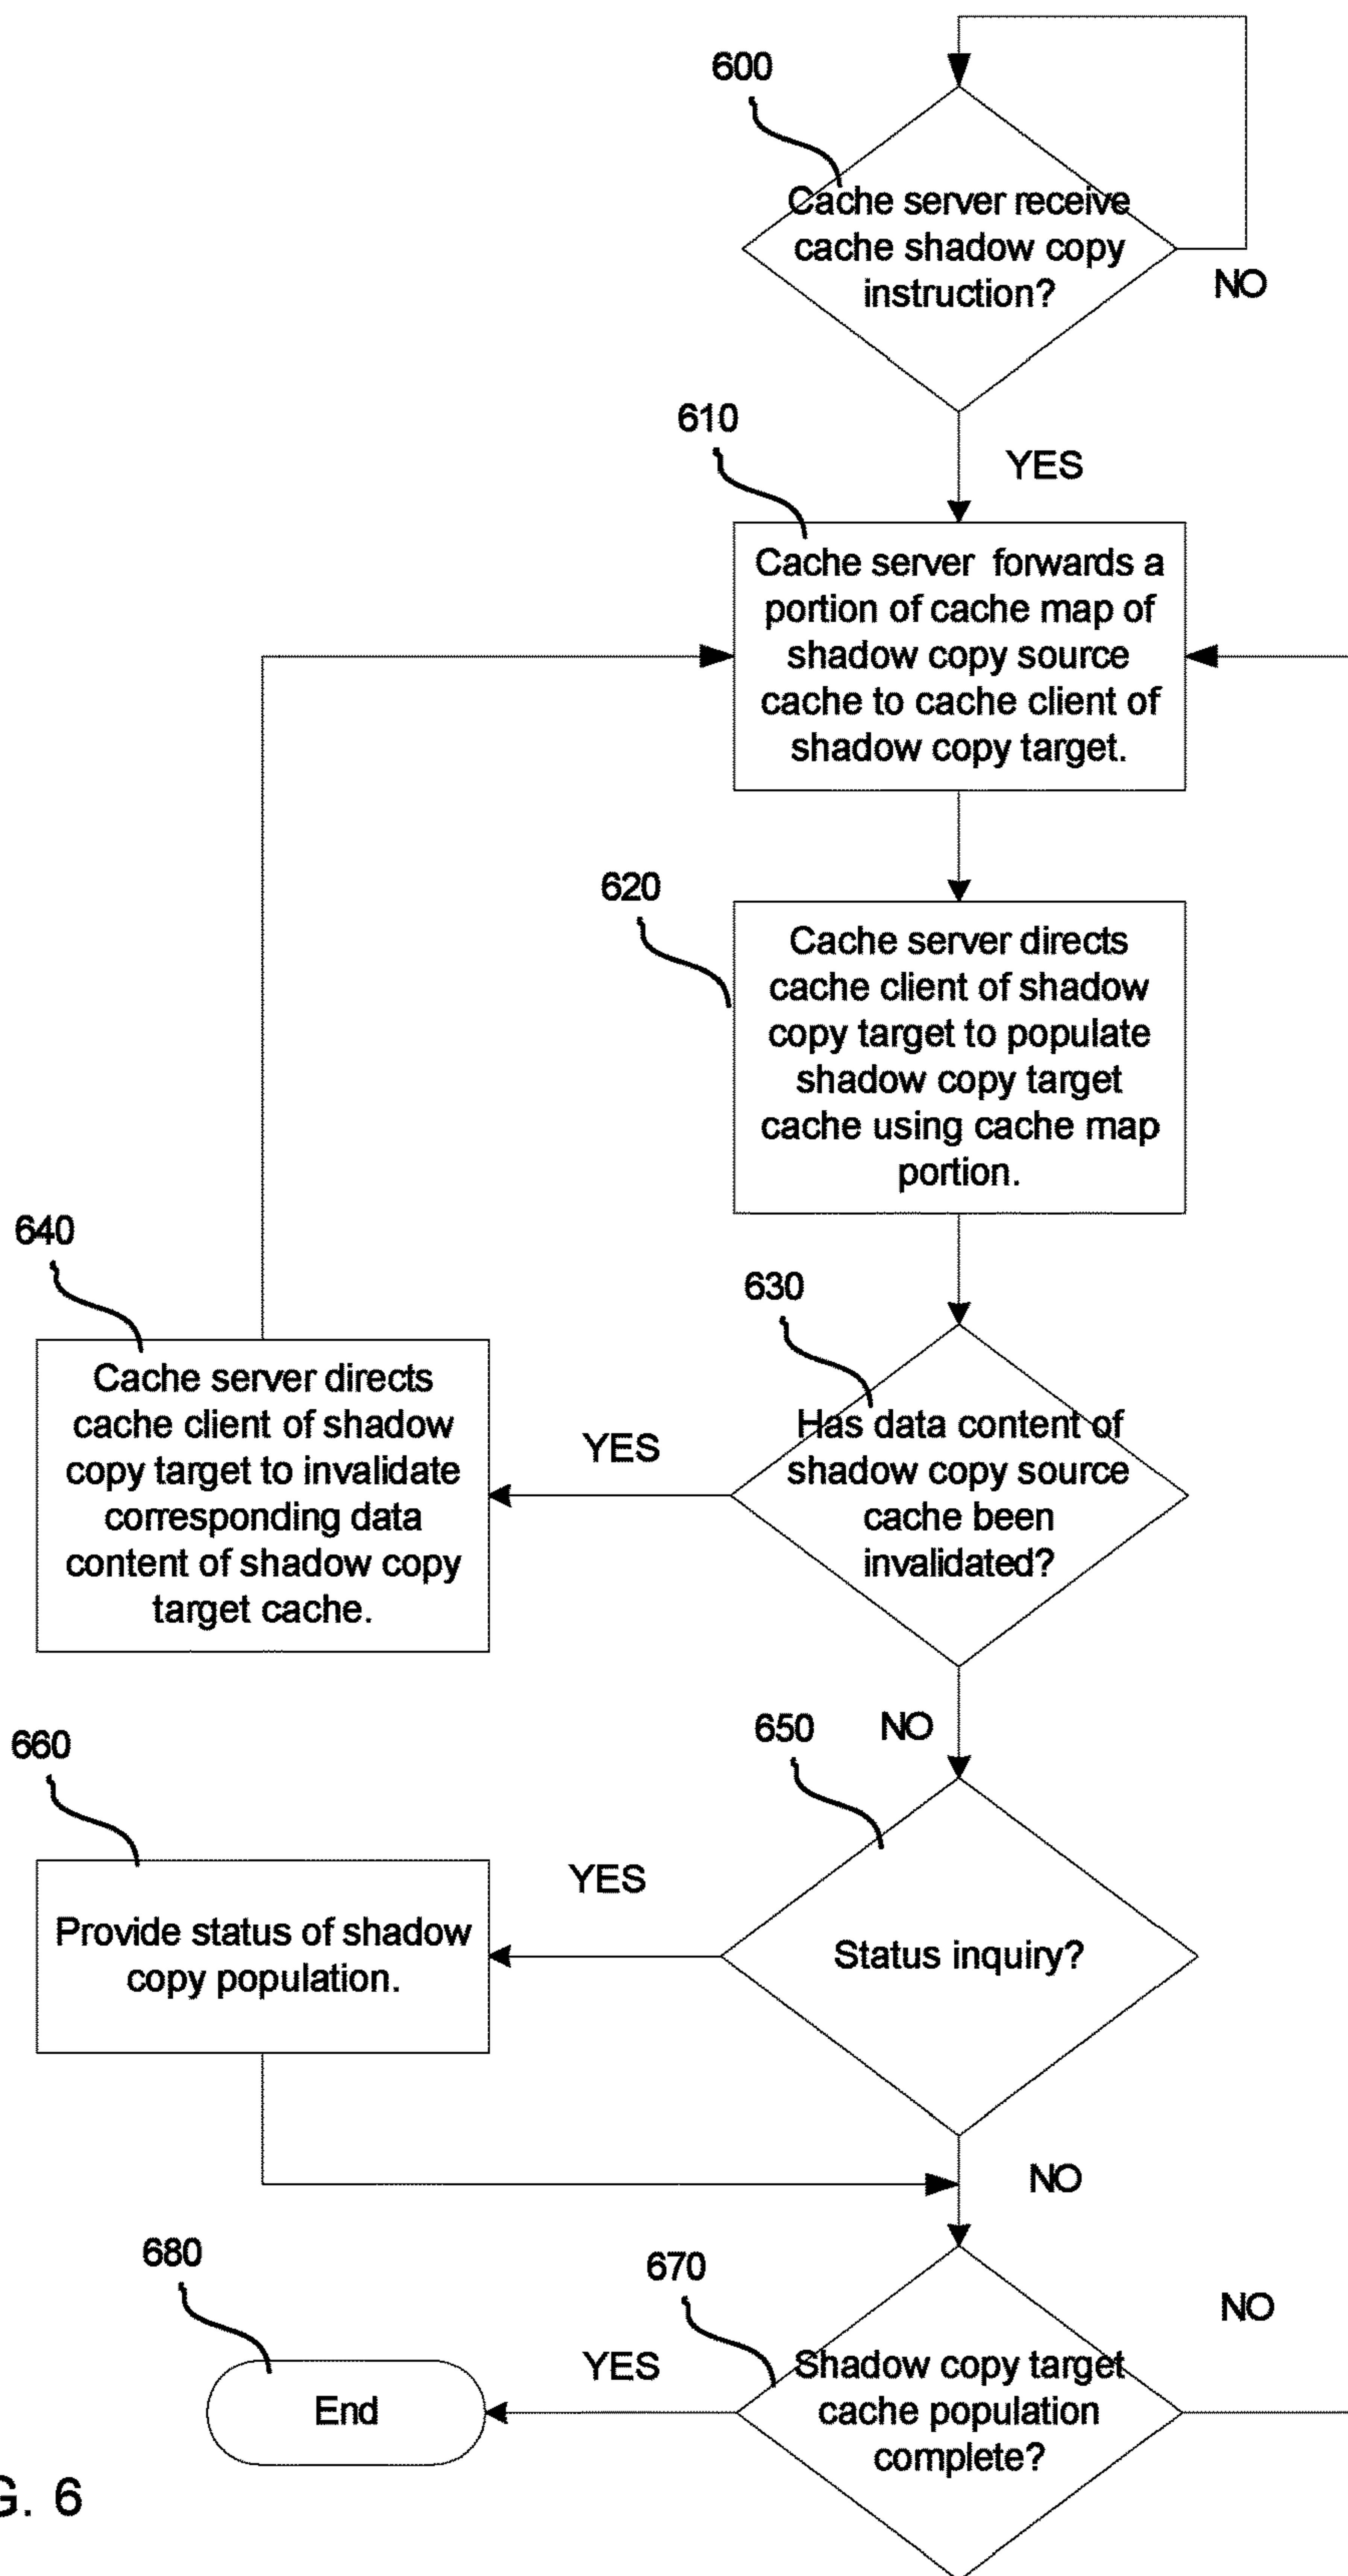 600
Cache server receive
cache shadow copy
instruction?
NO
610
YES
Cache server forwards a
portion of cache map of
shadow copy source
cache to cache client of
shadow copy target.
620
Cache server directs
cache client of shadow
copy target to populate
shadow copy target
cache using cache map
portion.
640
630
Cache server directs
cache client of shadow
copy target to invalidate
corresponding data
content of shadow copy
target cache.
YES
Has data content of
shadow copy source
cache been
invalidated?
660
650
NO
Provide status of shadow
copy population.
YES
Status inquiry?
NO
680
670
NO
End
YES
Shadow copy target
cache population
complete?
G. 6